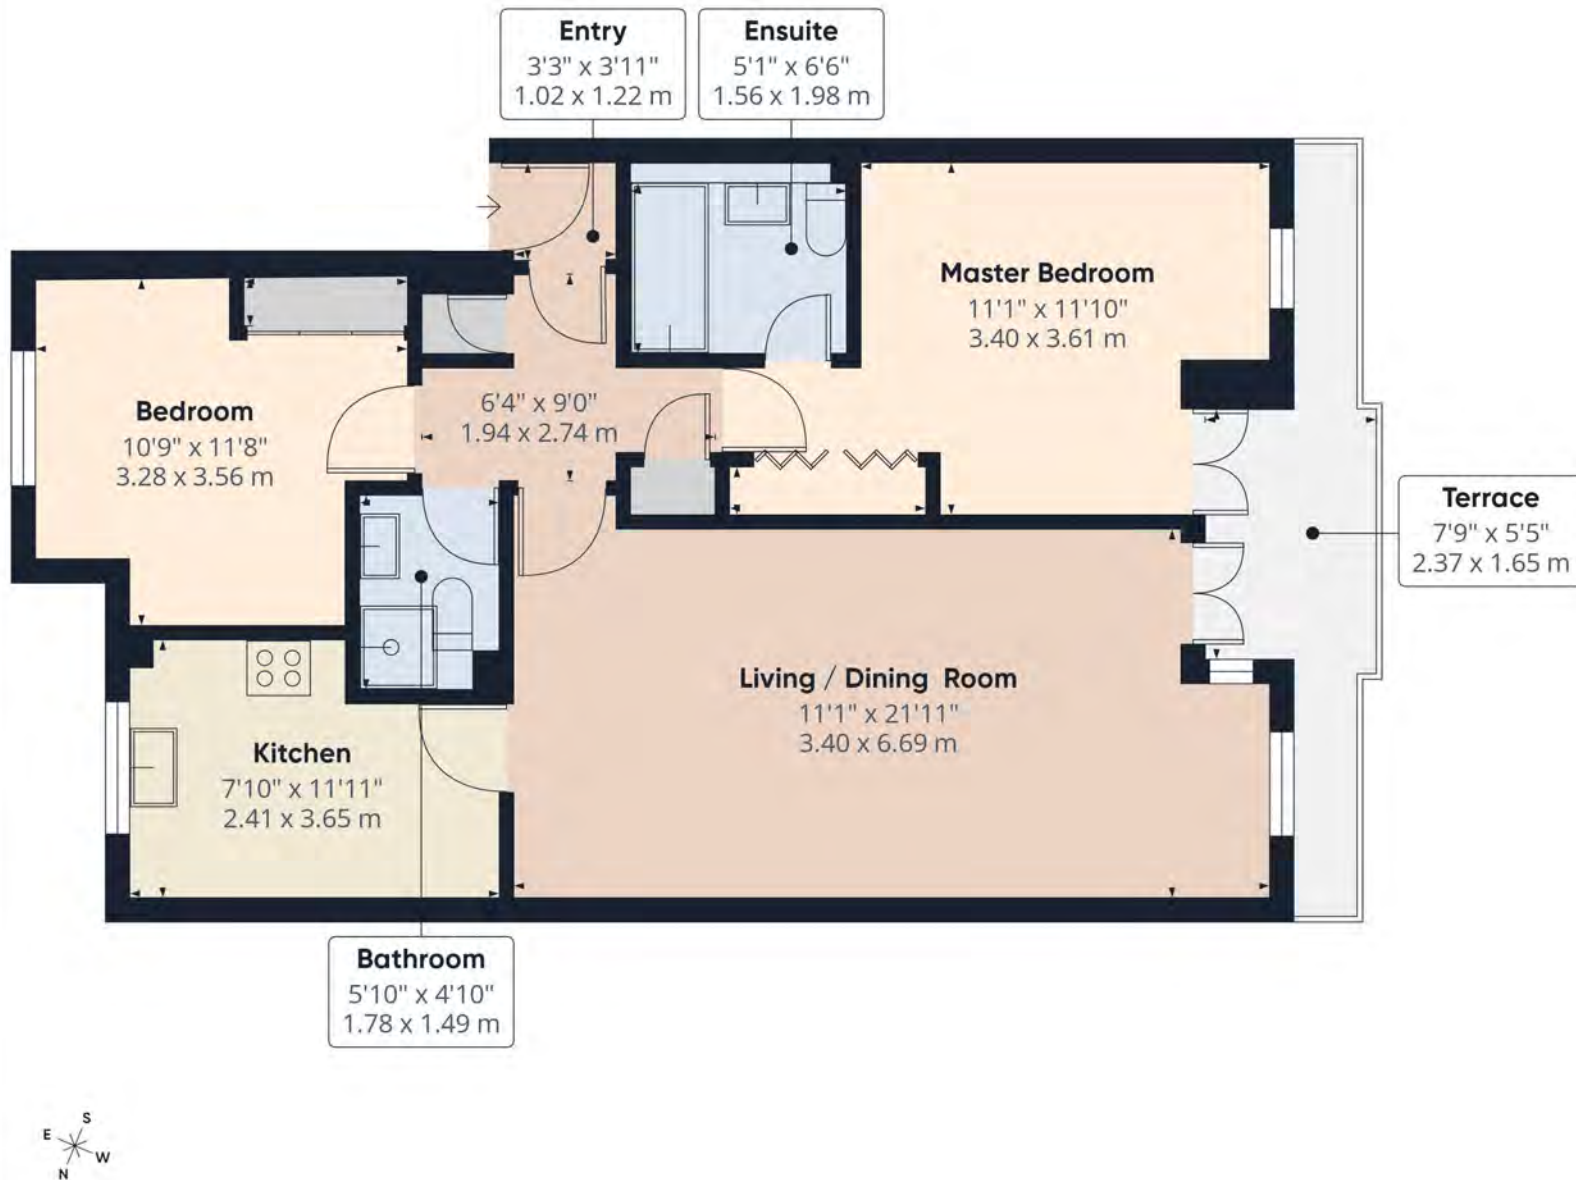 Entry
3'3" x 3'11"
1.02 x 1.22 m
Ensuite
5'1" x 6'6"
1.56 x 1.98 m
Master Bedroom
11'1" x 11'10"
3.40 x 3.61 m
Bedroom
10'9" x 11'8"
3.28 x 3.56 m
6'4" x 9'0"
1.94 x 2.74 m
Terrace
7'9" x 5'5"
2.37 x 1.65 m
Living / Dining Room
11'1" x 21'11"
3.40 x 6.69 m
Kitchen
7'10" x 11'11"
2.41 x 3.65 m
Bathroom
5'10" x 4'10"
1.78 x 1.49 m
S
E
W
N